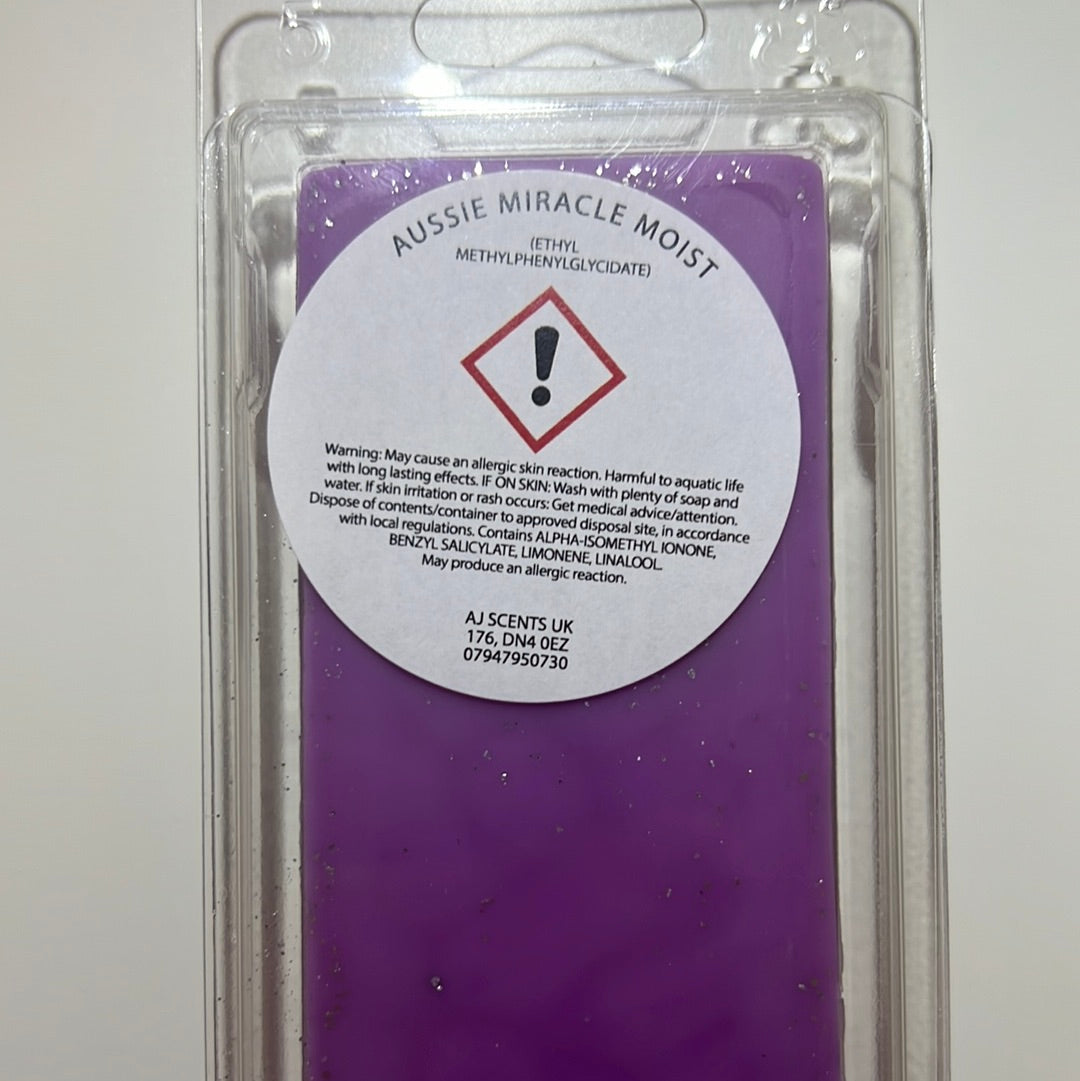 AUSSIE MIRACLE MOIST
(ETHYL
METHYLPHENYLGLYCIDATE)
Warning: May cause an allergic skin reaction. Harmful to aquatic life
with long lasting effects. IF ON SKIN: Wash with plenty of soap and
water. If skin irritation or rash occurs: Get medical advice/attention.
Dispose of contents/container to approved disposal site, in accordance
with local regulations. Contains ALPHA-ISOMETHYL IONONE,
BENZYL SALICYLATE, LIMONENE, LINALOOL.
May produce an allergic reaction.
AJ SCENTS UK
176, DN4 0EZ
07947950730